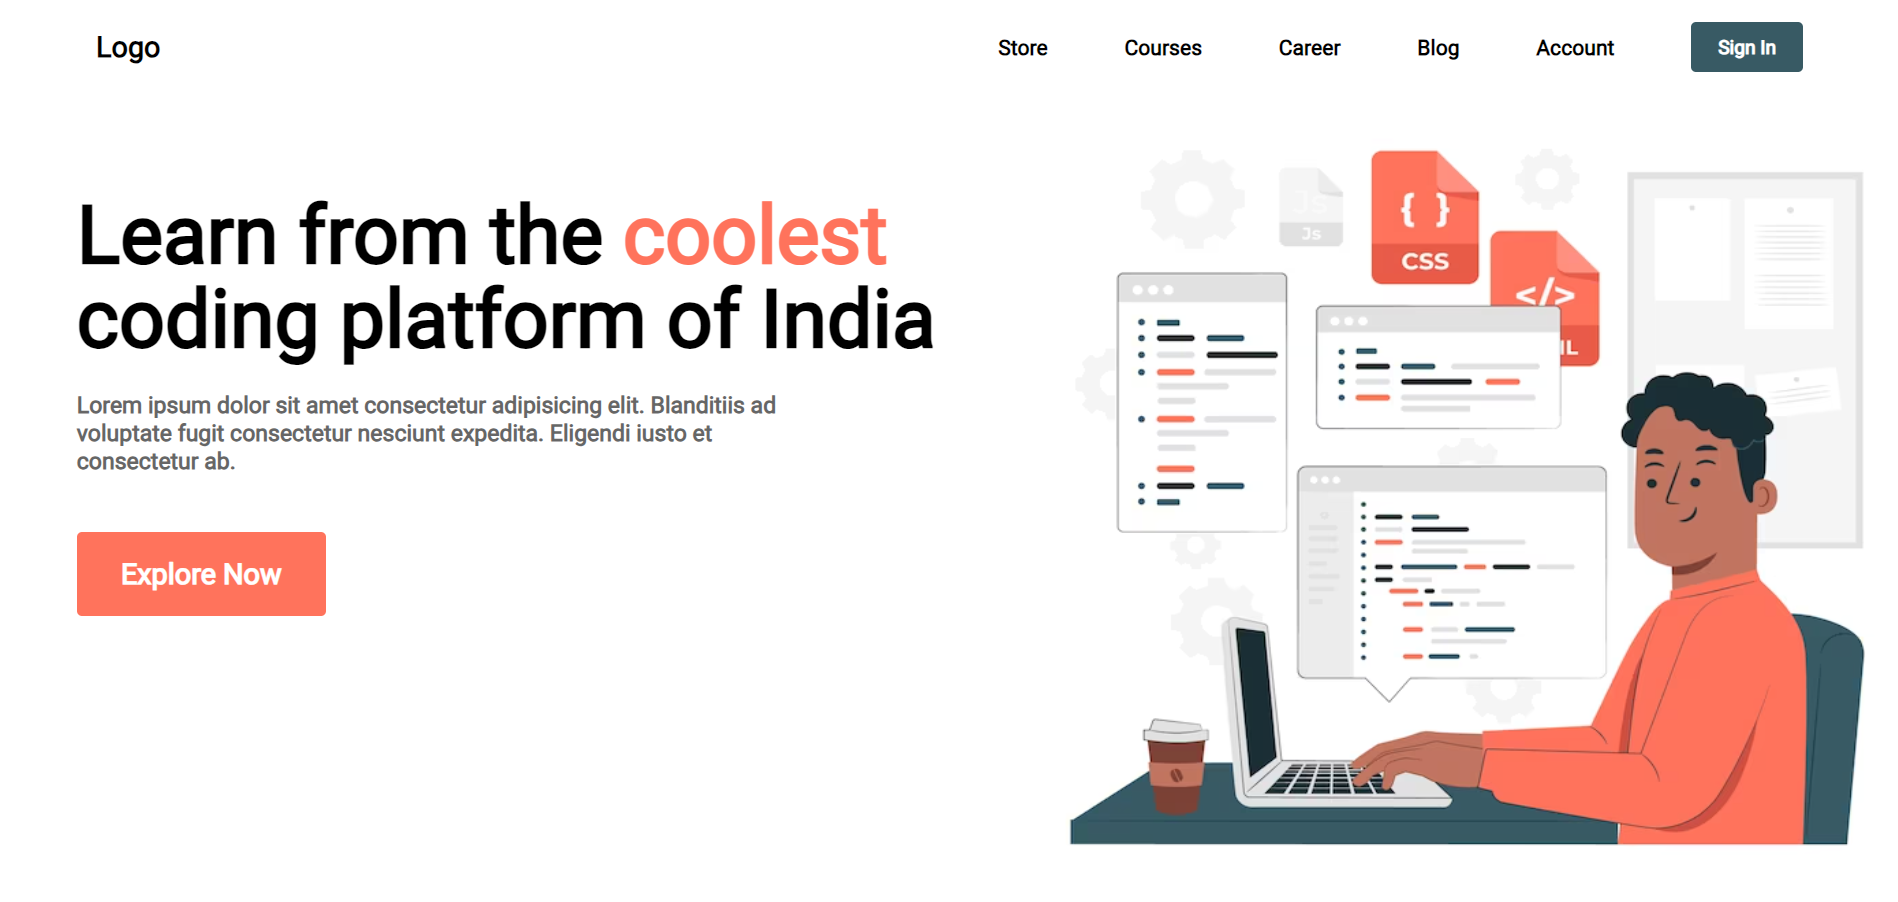 Logo
Store Courses Career Blog Account Sign In
Learn from the coolest
coding platform of India
Lorem ipsum dolor sit amet consectetur adipisicing elit. Blanditiis ad
voluptate fugit consectetur nesciunt expedita. Eligendi iusto et
consectetur ab.
Explore Now
Js
Js
{ }
CSS
</>
IL